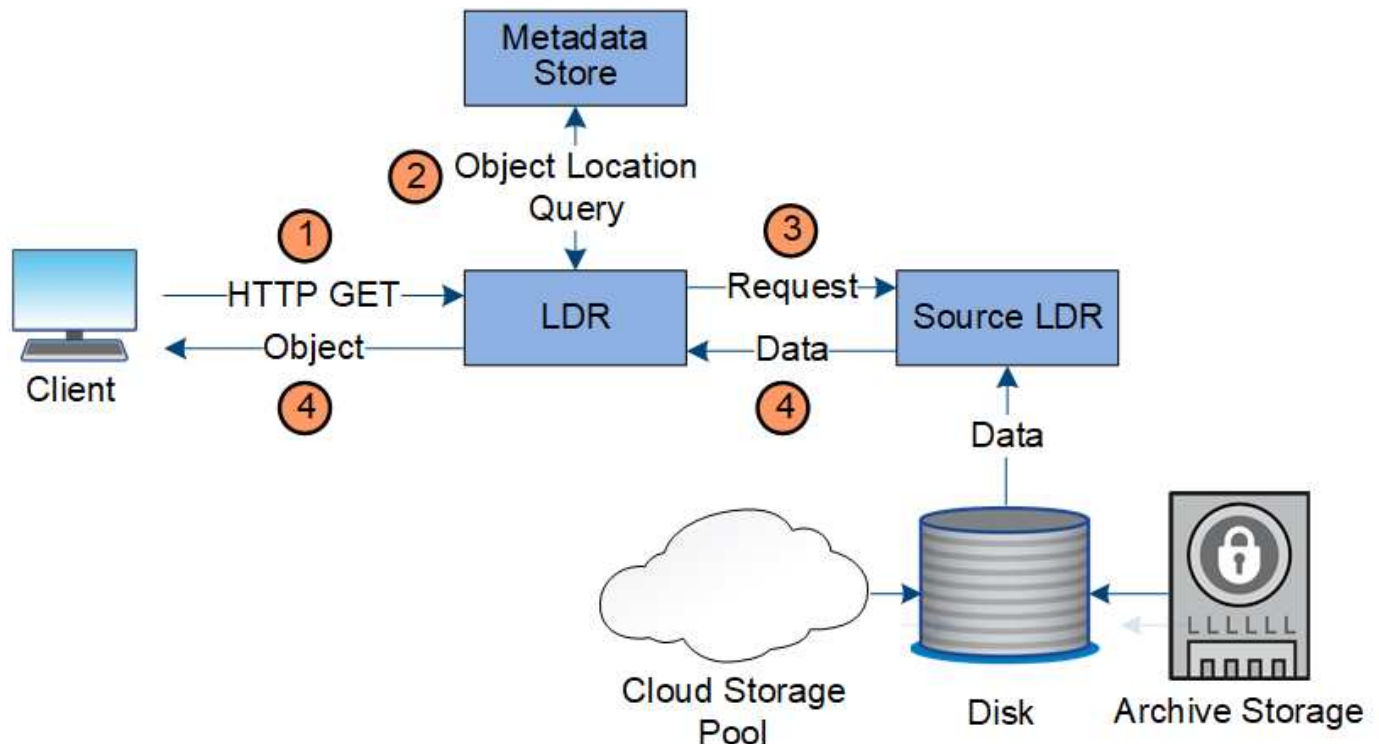 Metadata
Store
2
Object Location
Query
1
3
HTTP GET
LDR
Request
Source LDR
Object
Data
Client
4
4
Data
Cloud Storage
Pool
Disk
LLLLLL
Archive Storage